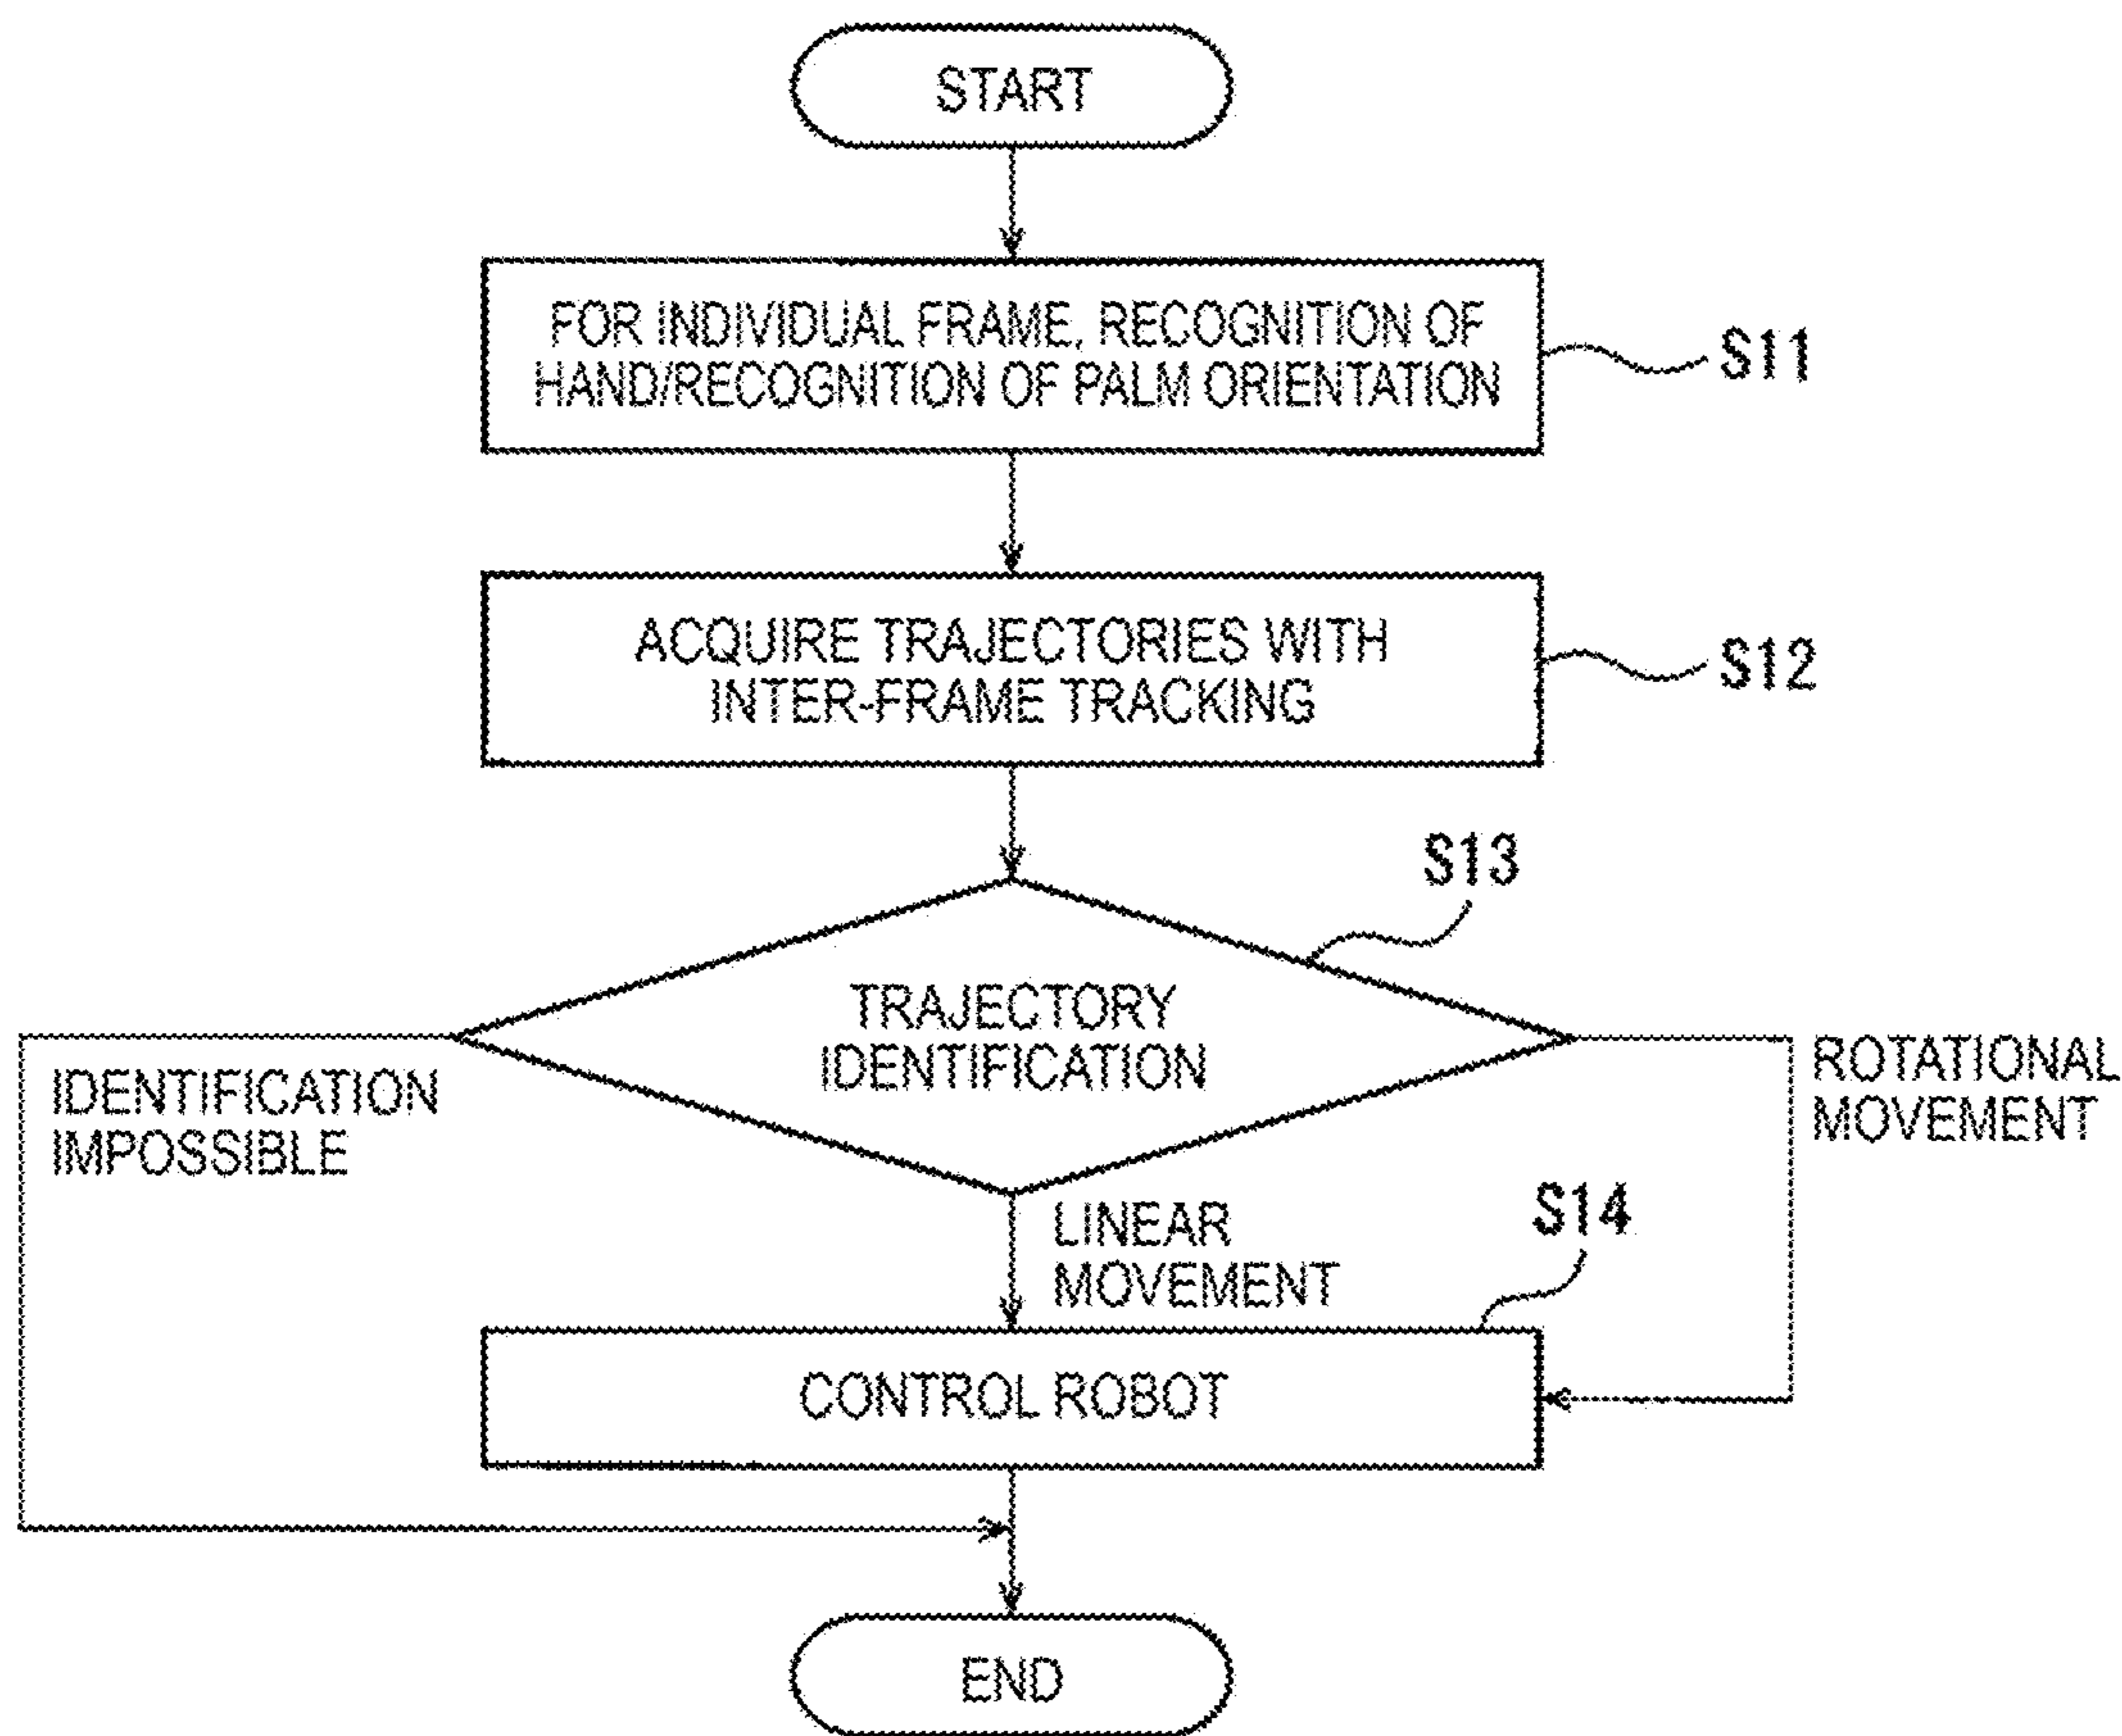 START
FOR INDIVIDUAL FRAME, RECOGNITION OF
HAND/RECOGNITION OF PALM ORIENTATION
S11
ACQUIRE TRAJECTORIES WITH
INTER-FRAME TRACKING
S12
S13
TRAJECTORY
IDENTIFICATION
IDENTIFICATION
IMPOSSIBLE
ROTATIONAL
MOVEMENT
LINEAR
MOVEMENT
S14
CONTROL ROBOT
END